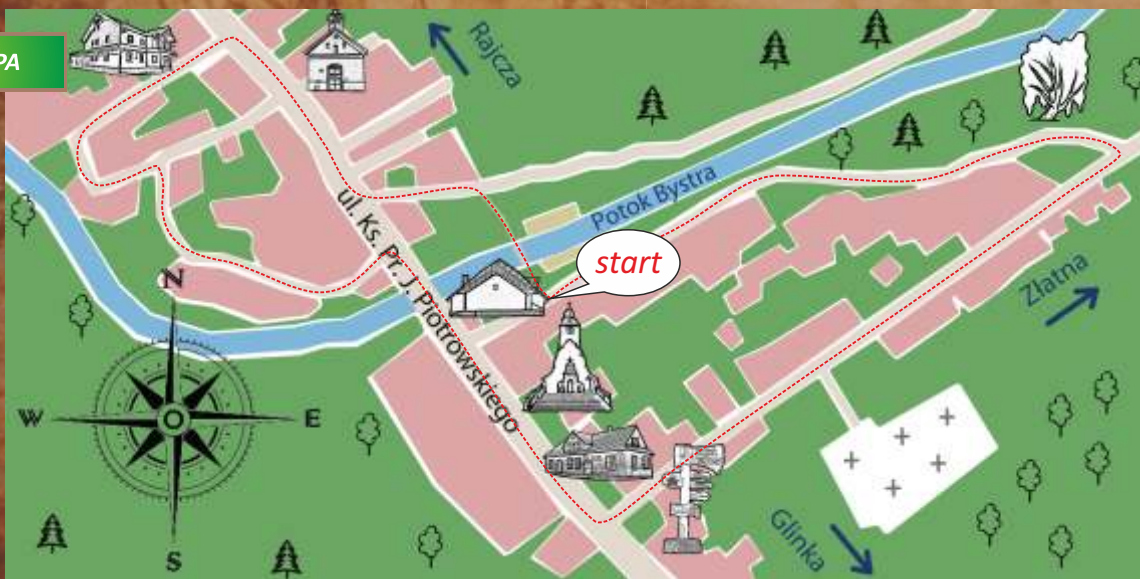 PA
Rajcza
Potok Bystra
ul. Ks. Pr. J. Piotrowskiego
start
Złatna
N
W O E
S
Glinka